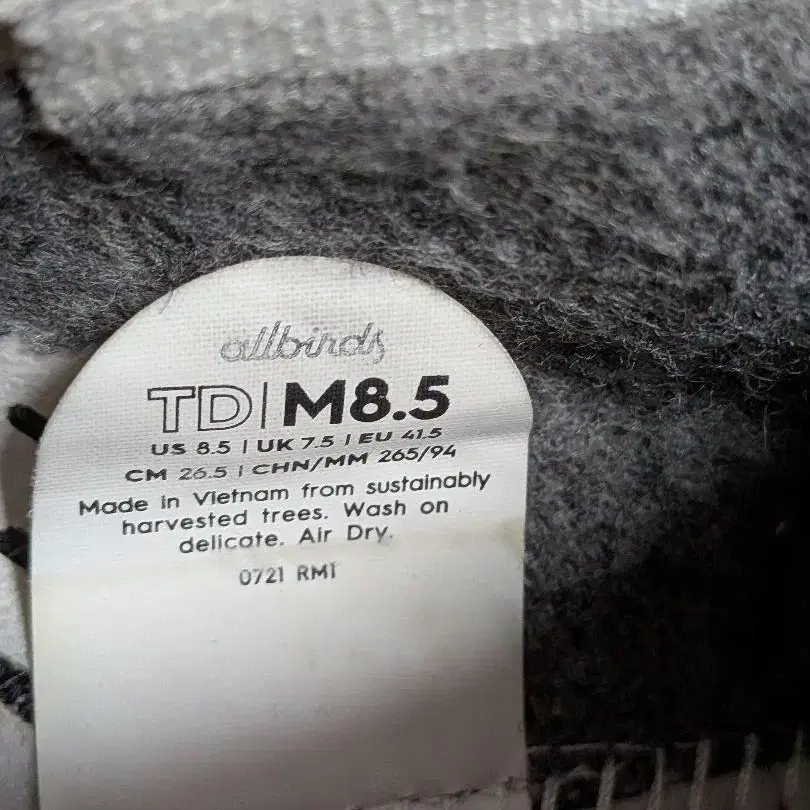 allbirds
TD|M8.5
US 8.5 | UK 7.5 | EU 41.5
CM 26.5 | CHN/MM 265/94
Made in Vietnam from sustainably
harvested trees. Wash on
delicate. Air Dry.
0721 RMT